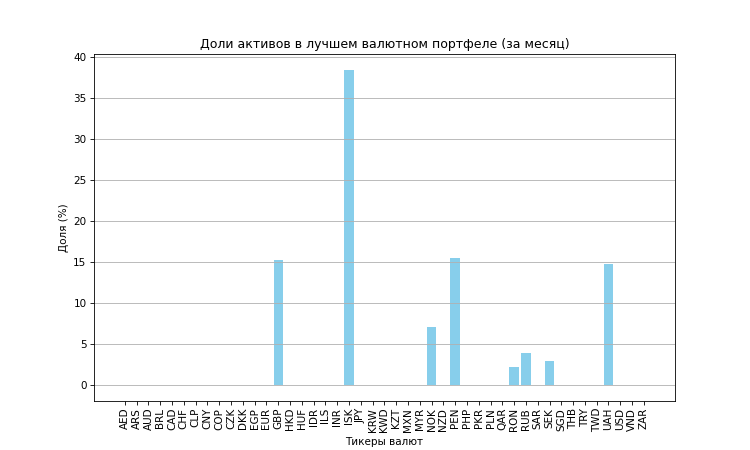 Доли активов в лучшем валютном портфеле (за месяц)
40
35
30
25
20
15
10
5
0
Доля (%)
AED ARS AUD BRL CAD CHF CLP CNY COP CZK DKK EGP EUR GBP HKD HUF IDR ILS INR ISK JPY KRW KWD KZT MXN MYR NOK NZD PEN PHP PKR PLN QAR RON RUB SAR SEK SGD THB TRY TWD UAH USD VND ZAR
Тикеры валют